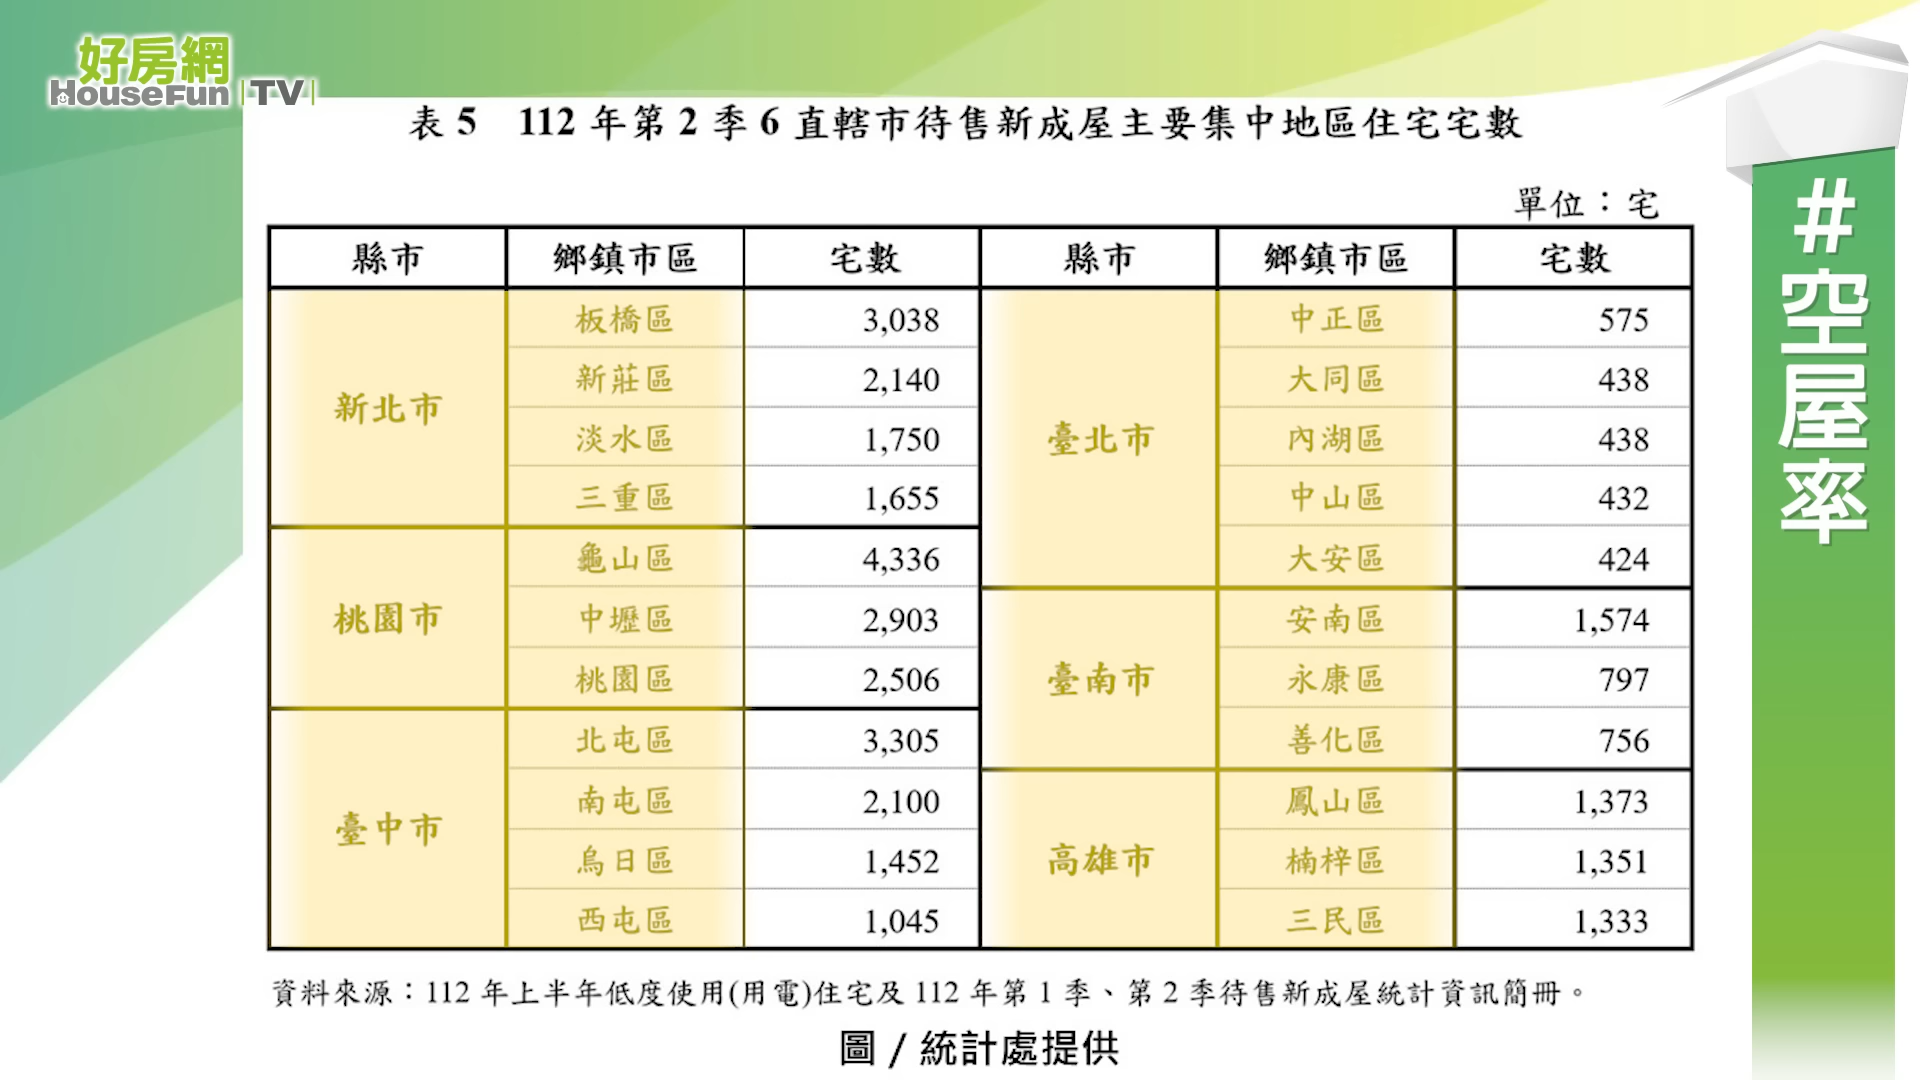 好房網
HouseFun TV
表 5 112 年第 2 季 6 直轄市待售新成屋主要集中地區住宅宅數
單位：宅
縣市 鄉鎮市區 宅數 縣市 鄉鎮市區 宅數
新北市 板橋區 3,038 臺北市 中正區 575
新莊區 2,140 大同區 438
淡水區 1,750 內湖區 438
三重區 1,655 中山區 432
桃園市 龜山區 4,336 大安區 424
中壢區 2,903 臺南市 安南區 1,574
桃園區 2,506 永康區 797
臺中市 北屯區 3,305 善化區 756
南屯區 2,100 高雄市 鳳山區 1,373
烏日區 1,452 楠梓區 1,351
西屯區 1,045 三民區 1,333
資料來源：112 年上半年低度使用(用電)住宅及 112 年第 1 季、第 2 季待售新成屋統計資訊簡冊。
圖 / 統計處提供
#空屋率